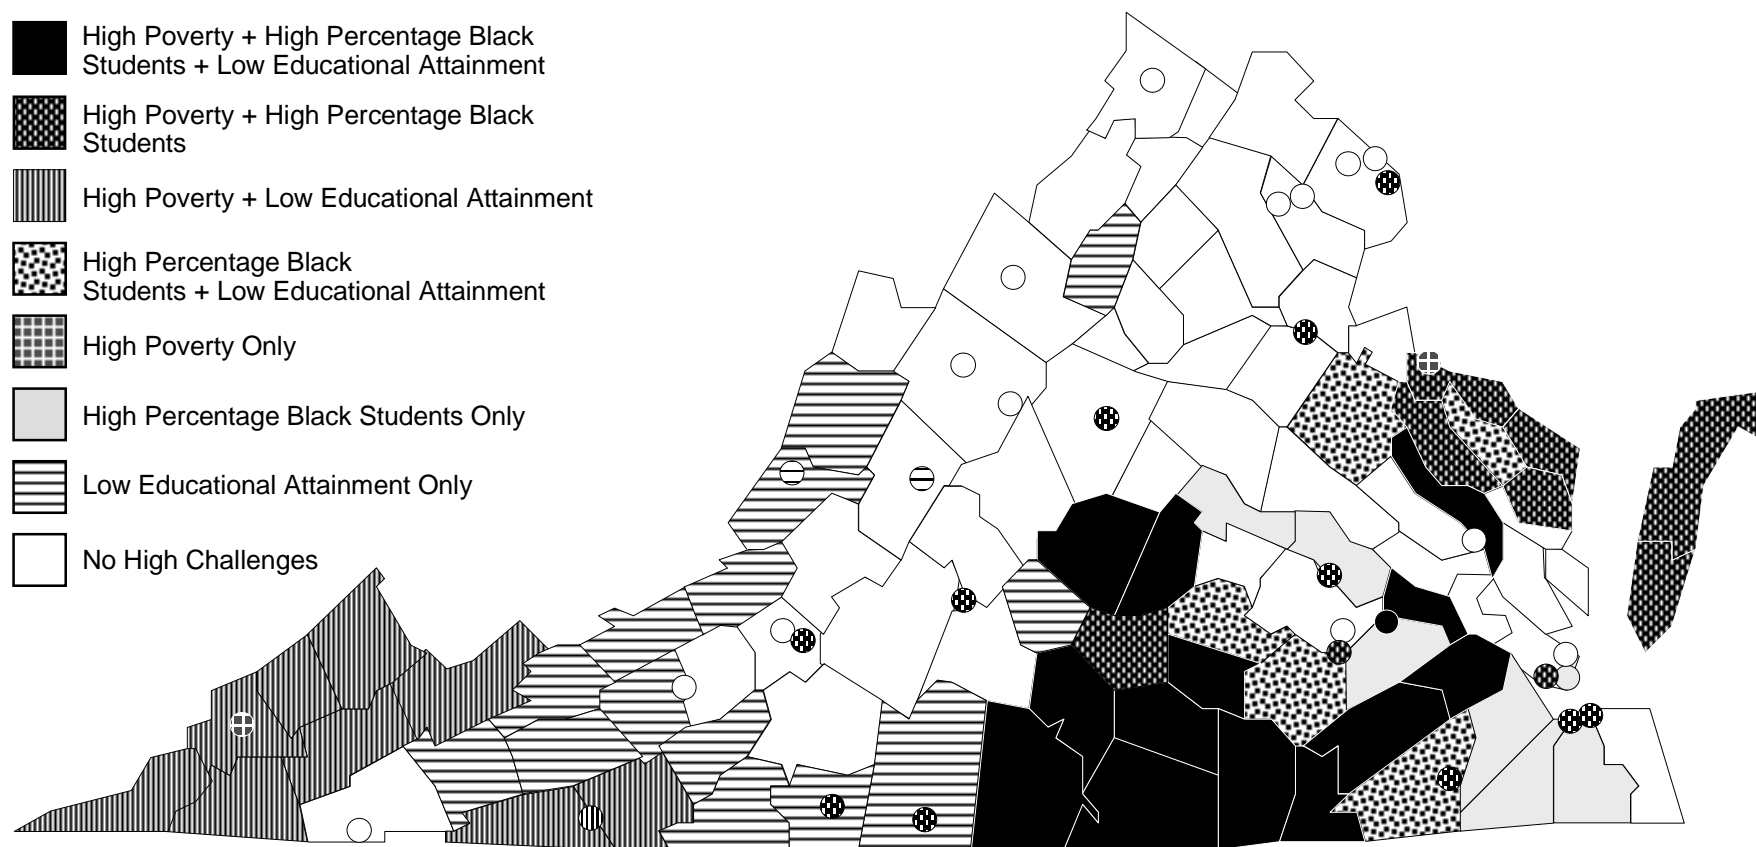 High Poverty + High Percentage Black
Students + Low Educational Attainment
High Poverty + High Percentage Black
Students
High Poverty + Low Educational Attainment
High Percentage Black
Students + Low Educational Attainment
High Poverty Only
High Percentage Black Students Only
Low Educational Attainment Only
No High Challenges